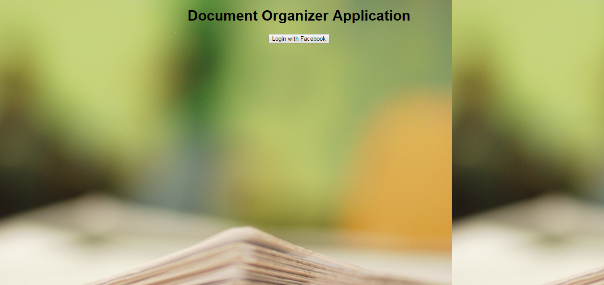 Document Organizer Application
Login with Facebook